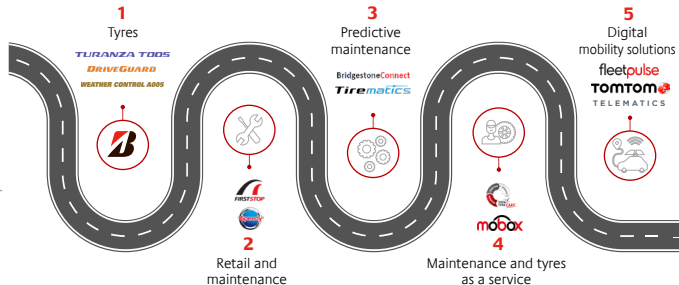 1
Tyres
TURANZA T005
DRIVEGUARD
WEATHER CONTROL A005
2
Retail and
maintenance
FIRSTSTOP
3
Predictive
maintenance
BridgestoneConnect
Tirematics
4
Maintenance and tyres
as a service
mobox
5
Digital
mobility solutions
fleetpulse
TOMTOM
TELEMATICS